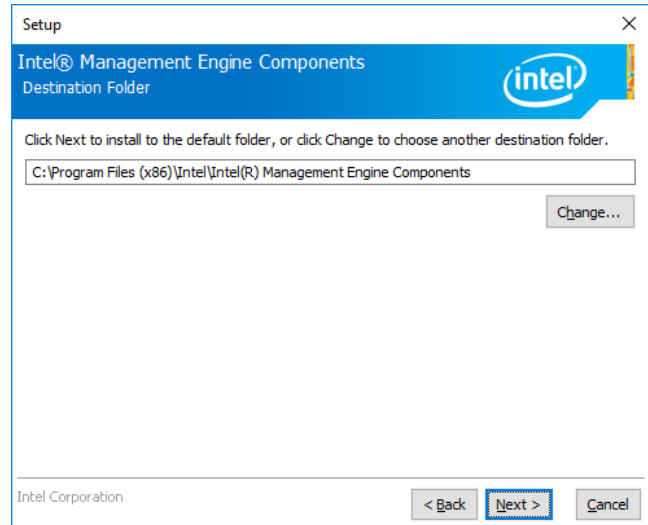 Setup
Intel® Management Engine Components
Destination Folder
intel
Click Next to install to the default folder, or click Change to choose another destination folder.
C:\Program Files (x86)\Intel\Intel(R) Management Engine Components
Change...
Intel Corporation
< Back Next > Cancel